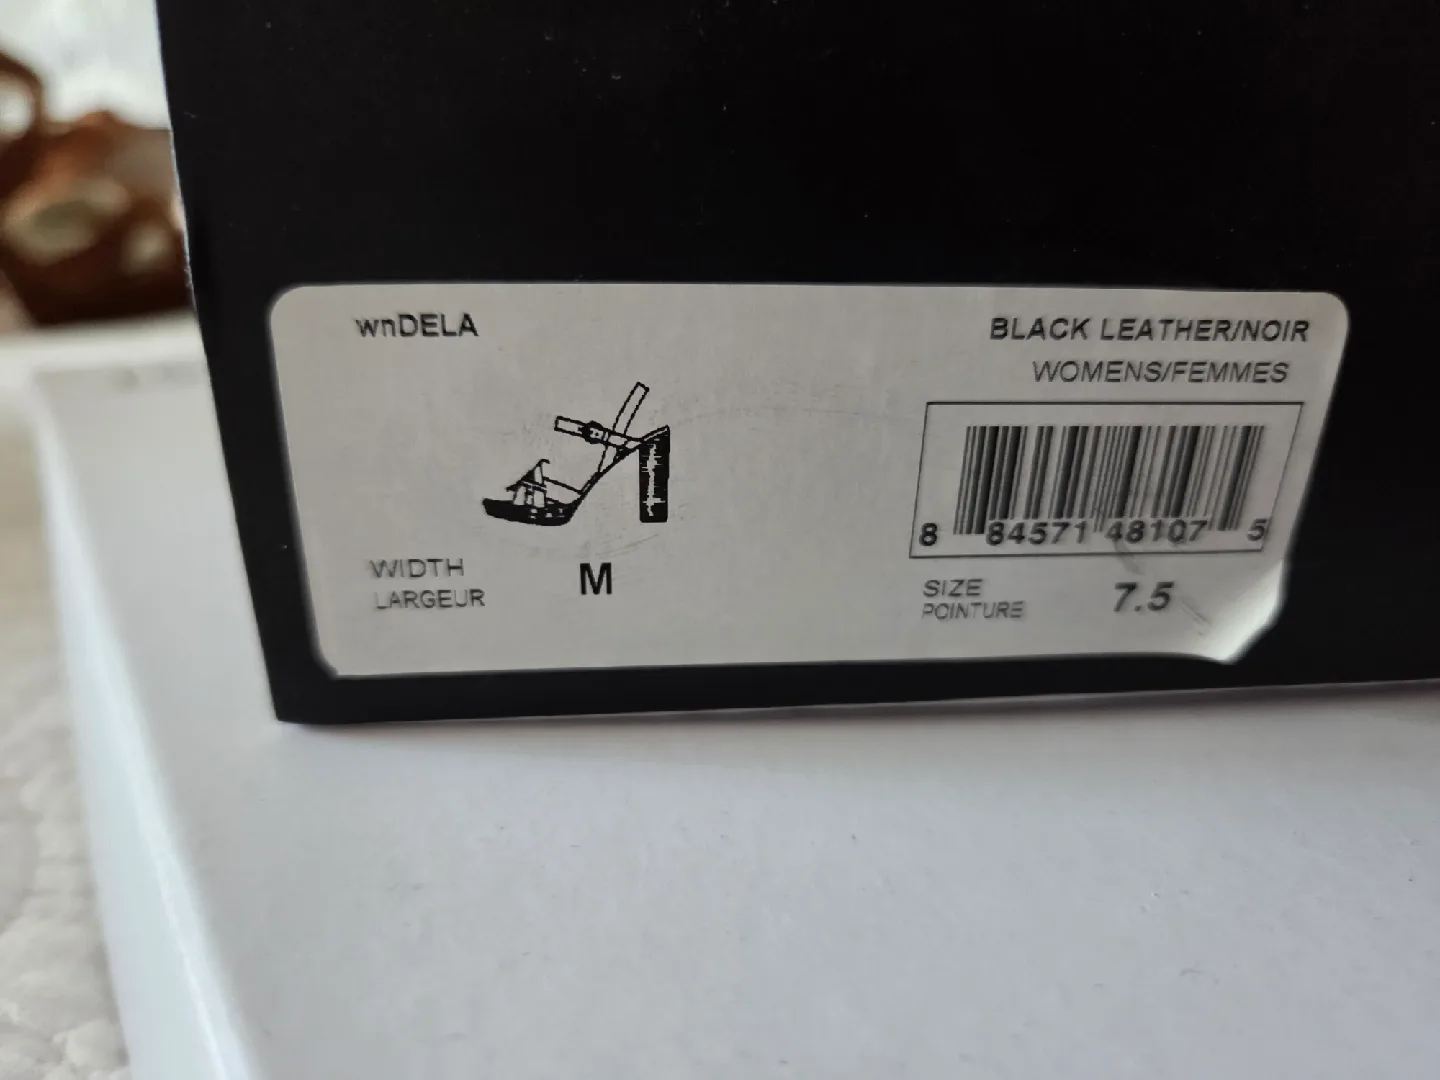 wnDELA
BLACK LEATHER/NOIR
WOMENS/FEMMES
8 84571 48107 5
WIDTH
LARGEUR
M
SIZE
POINTURE
7.5